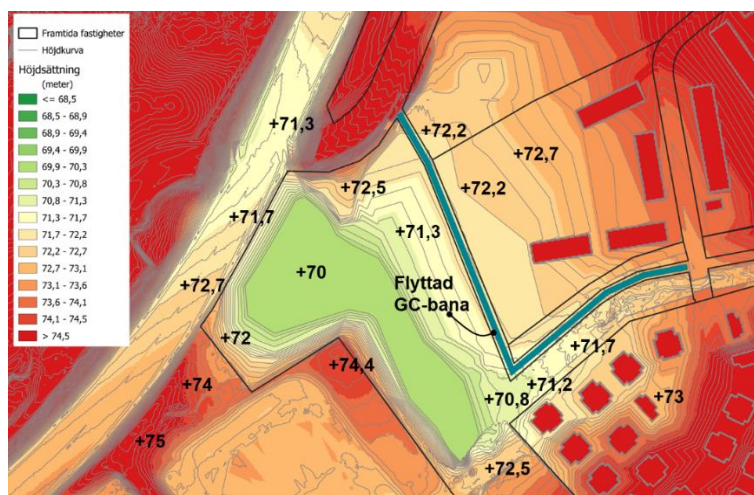 Framtida fastigheter
Höjdkurva
Höjdsättning
(meter)
<= 68,5
68,5 - 68,9
68,9 - 69,4
69,4 - 69,9
69,9 - 70,3
70,3 - 70,8
70,8 - 71,3
71,3 - 71,7
71,7 - 72,2
72,2 - 72,7
72,7 - 73,1
73,1 - 73,6
73,6 - 74,1
74,1 - 74,5
> 74,5
+71,3
+72,2
+72,7
+72,5
+72,2
+71,7
+71,3
+70
+72,7
Flyttad
GC-bana
+72
+74,4
+71,7
+74
+71,2
+70,8
+73
+75
+72,5